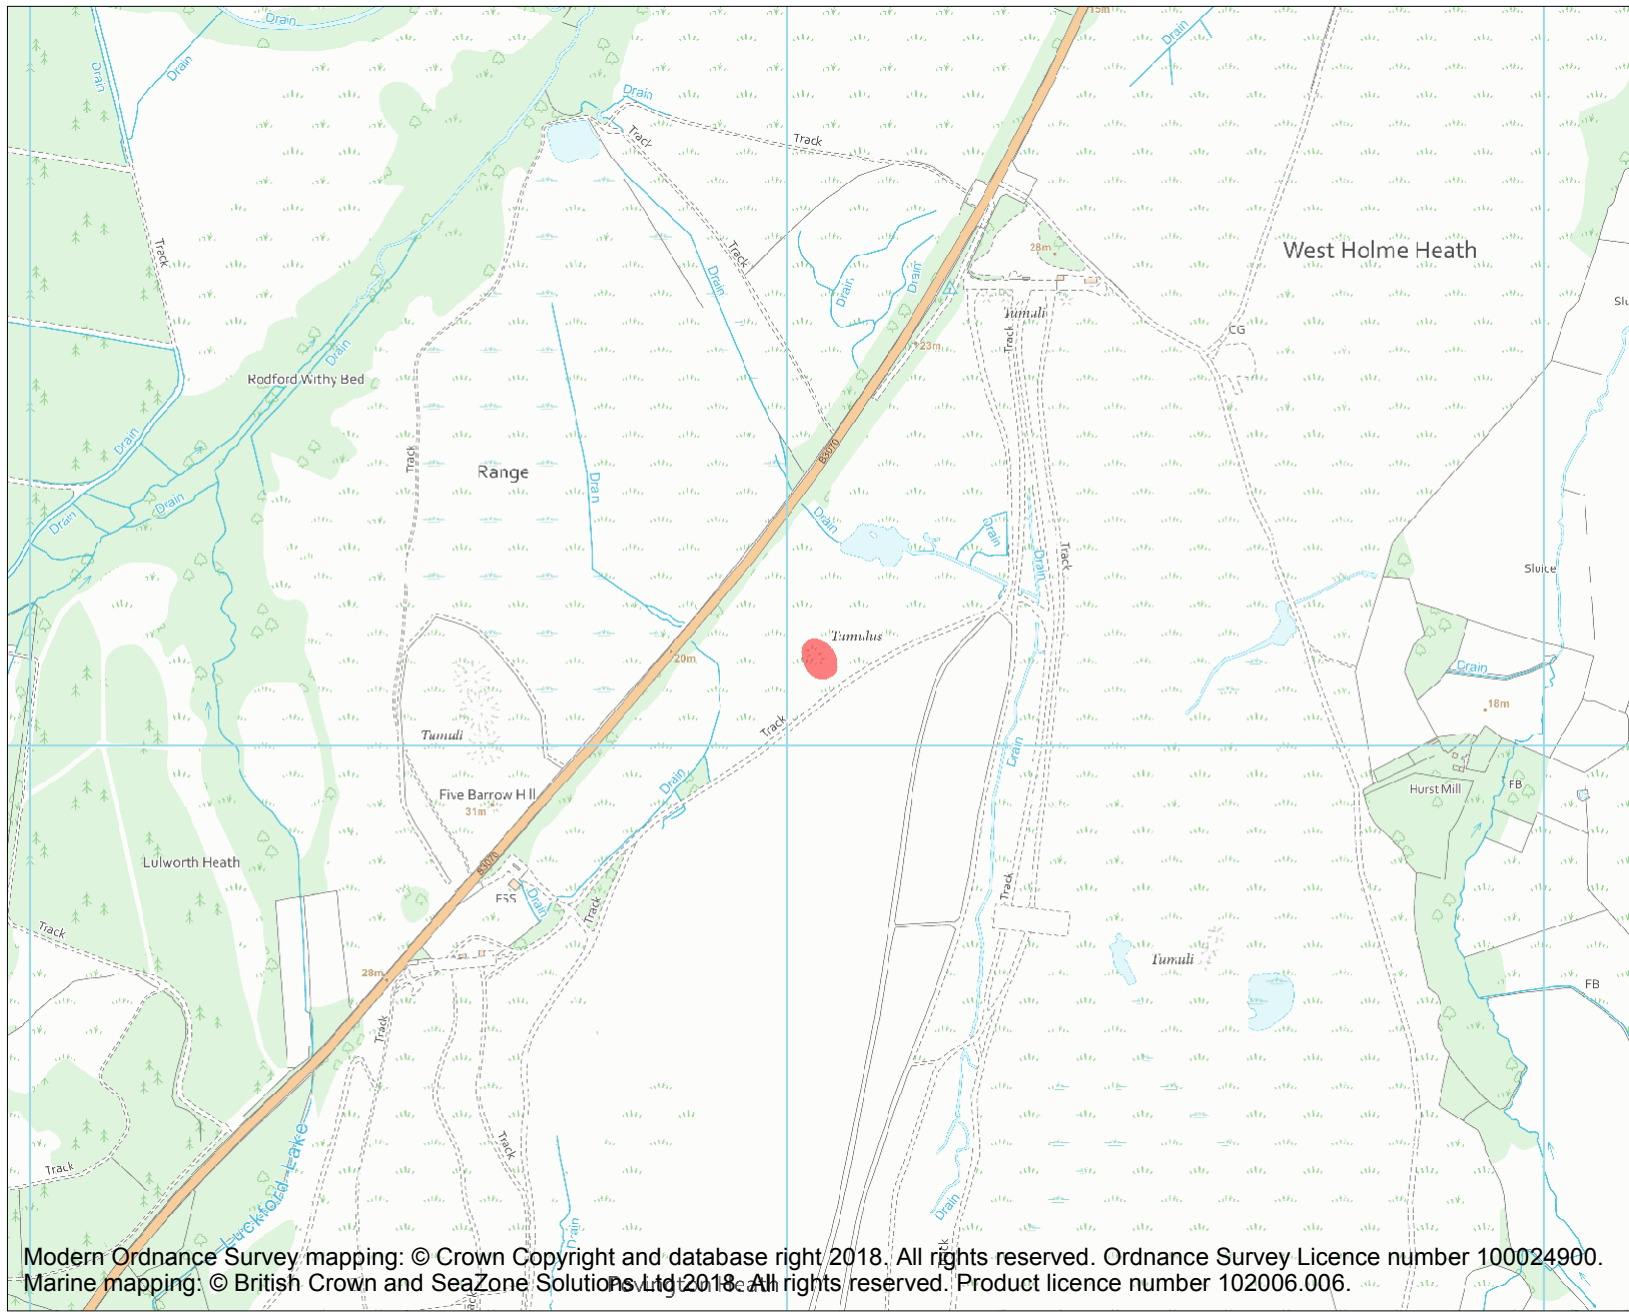 Drain
15m
Drain
Drain
Drain
Drain
Track
Track
Track
Track
28m
West Holme Heath
Drain
Drain
Drain
Tumuli
Track
CG
23m
Drain
Rodford Withy Bed
Drain
B3070
Track
Range
Drain
Drain
Drain
Drain
Drain
Drain
Track
Sluice
Tumulus
20m
Drain
18m
Track
Tumuli
Drain
Drain
Five Barrow Hill
31m
Hurst Mill
FB
Lulworth Heath
B3070
ESS
Drain
Track
Track
Track
Tumuli
28m
FB
Track
Track
Track
Luckford Lake
Drain
Drain
Modern Ordnance Survey mapping: © Crown Copyright and database right 2018. All rights reserved. Ordnance Survey Licence number 100024900.
Marine mapping: © British Crown and SeaZone Solutions Ltd 2018. All rights reserved. Product licence number 102006.006.